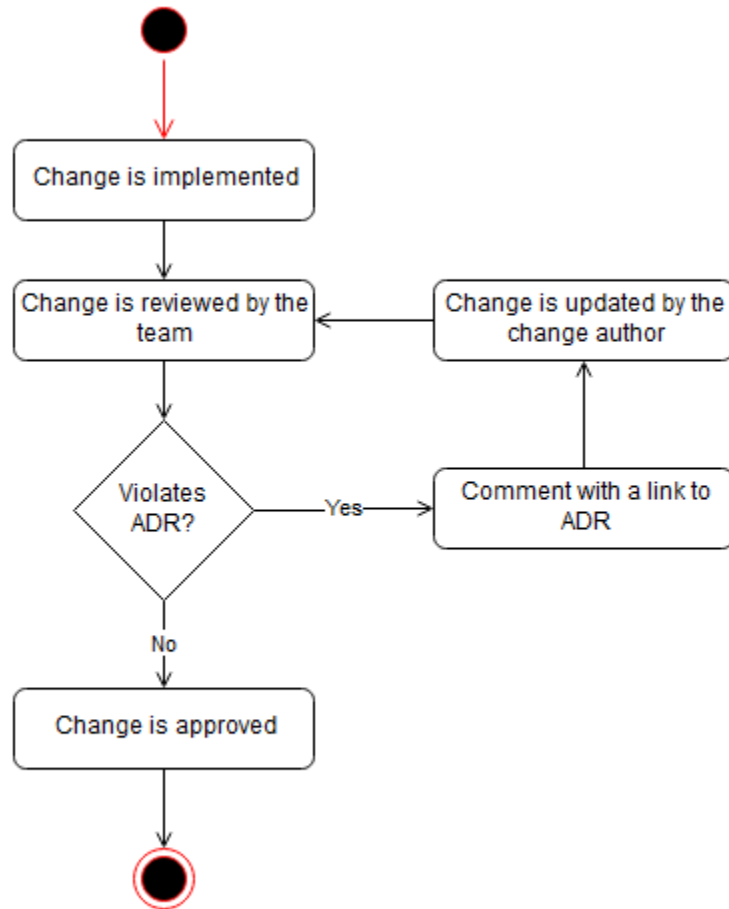 Change is implemented
Change is reviewed by the
team
Change is updated by the
change author
Violates
ADR?
Yes
Comment with a link to
ADR
No
Change is approved